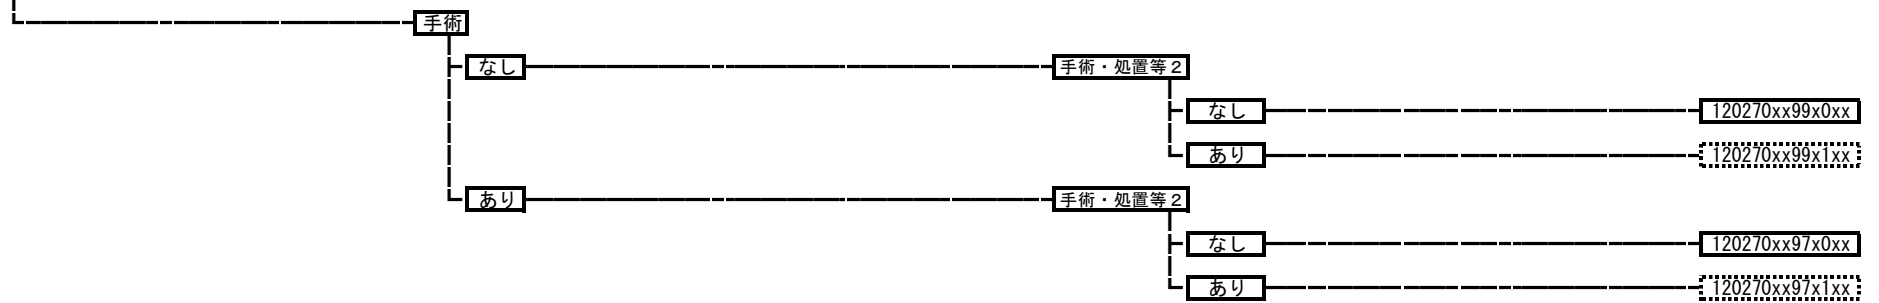 手術
なし 手術・処置等２
なし 120270xx99x0xx
あり 120270xx99x1xx
あり 手術・処置等２
なし 120270xx97x0xx
あり 120270xx97x1xx